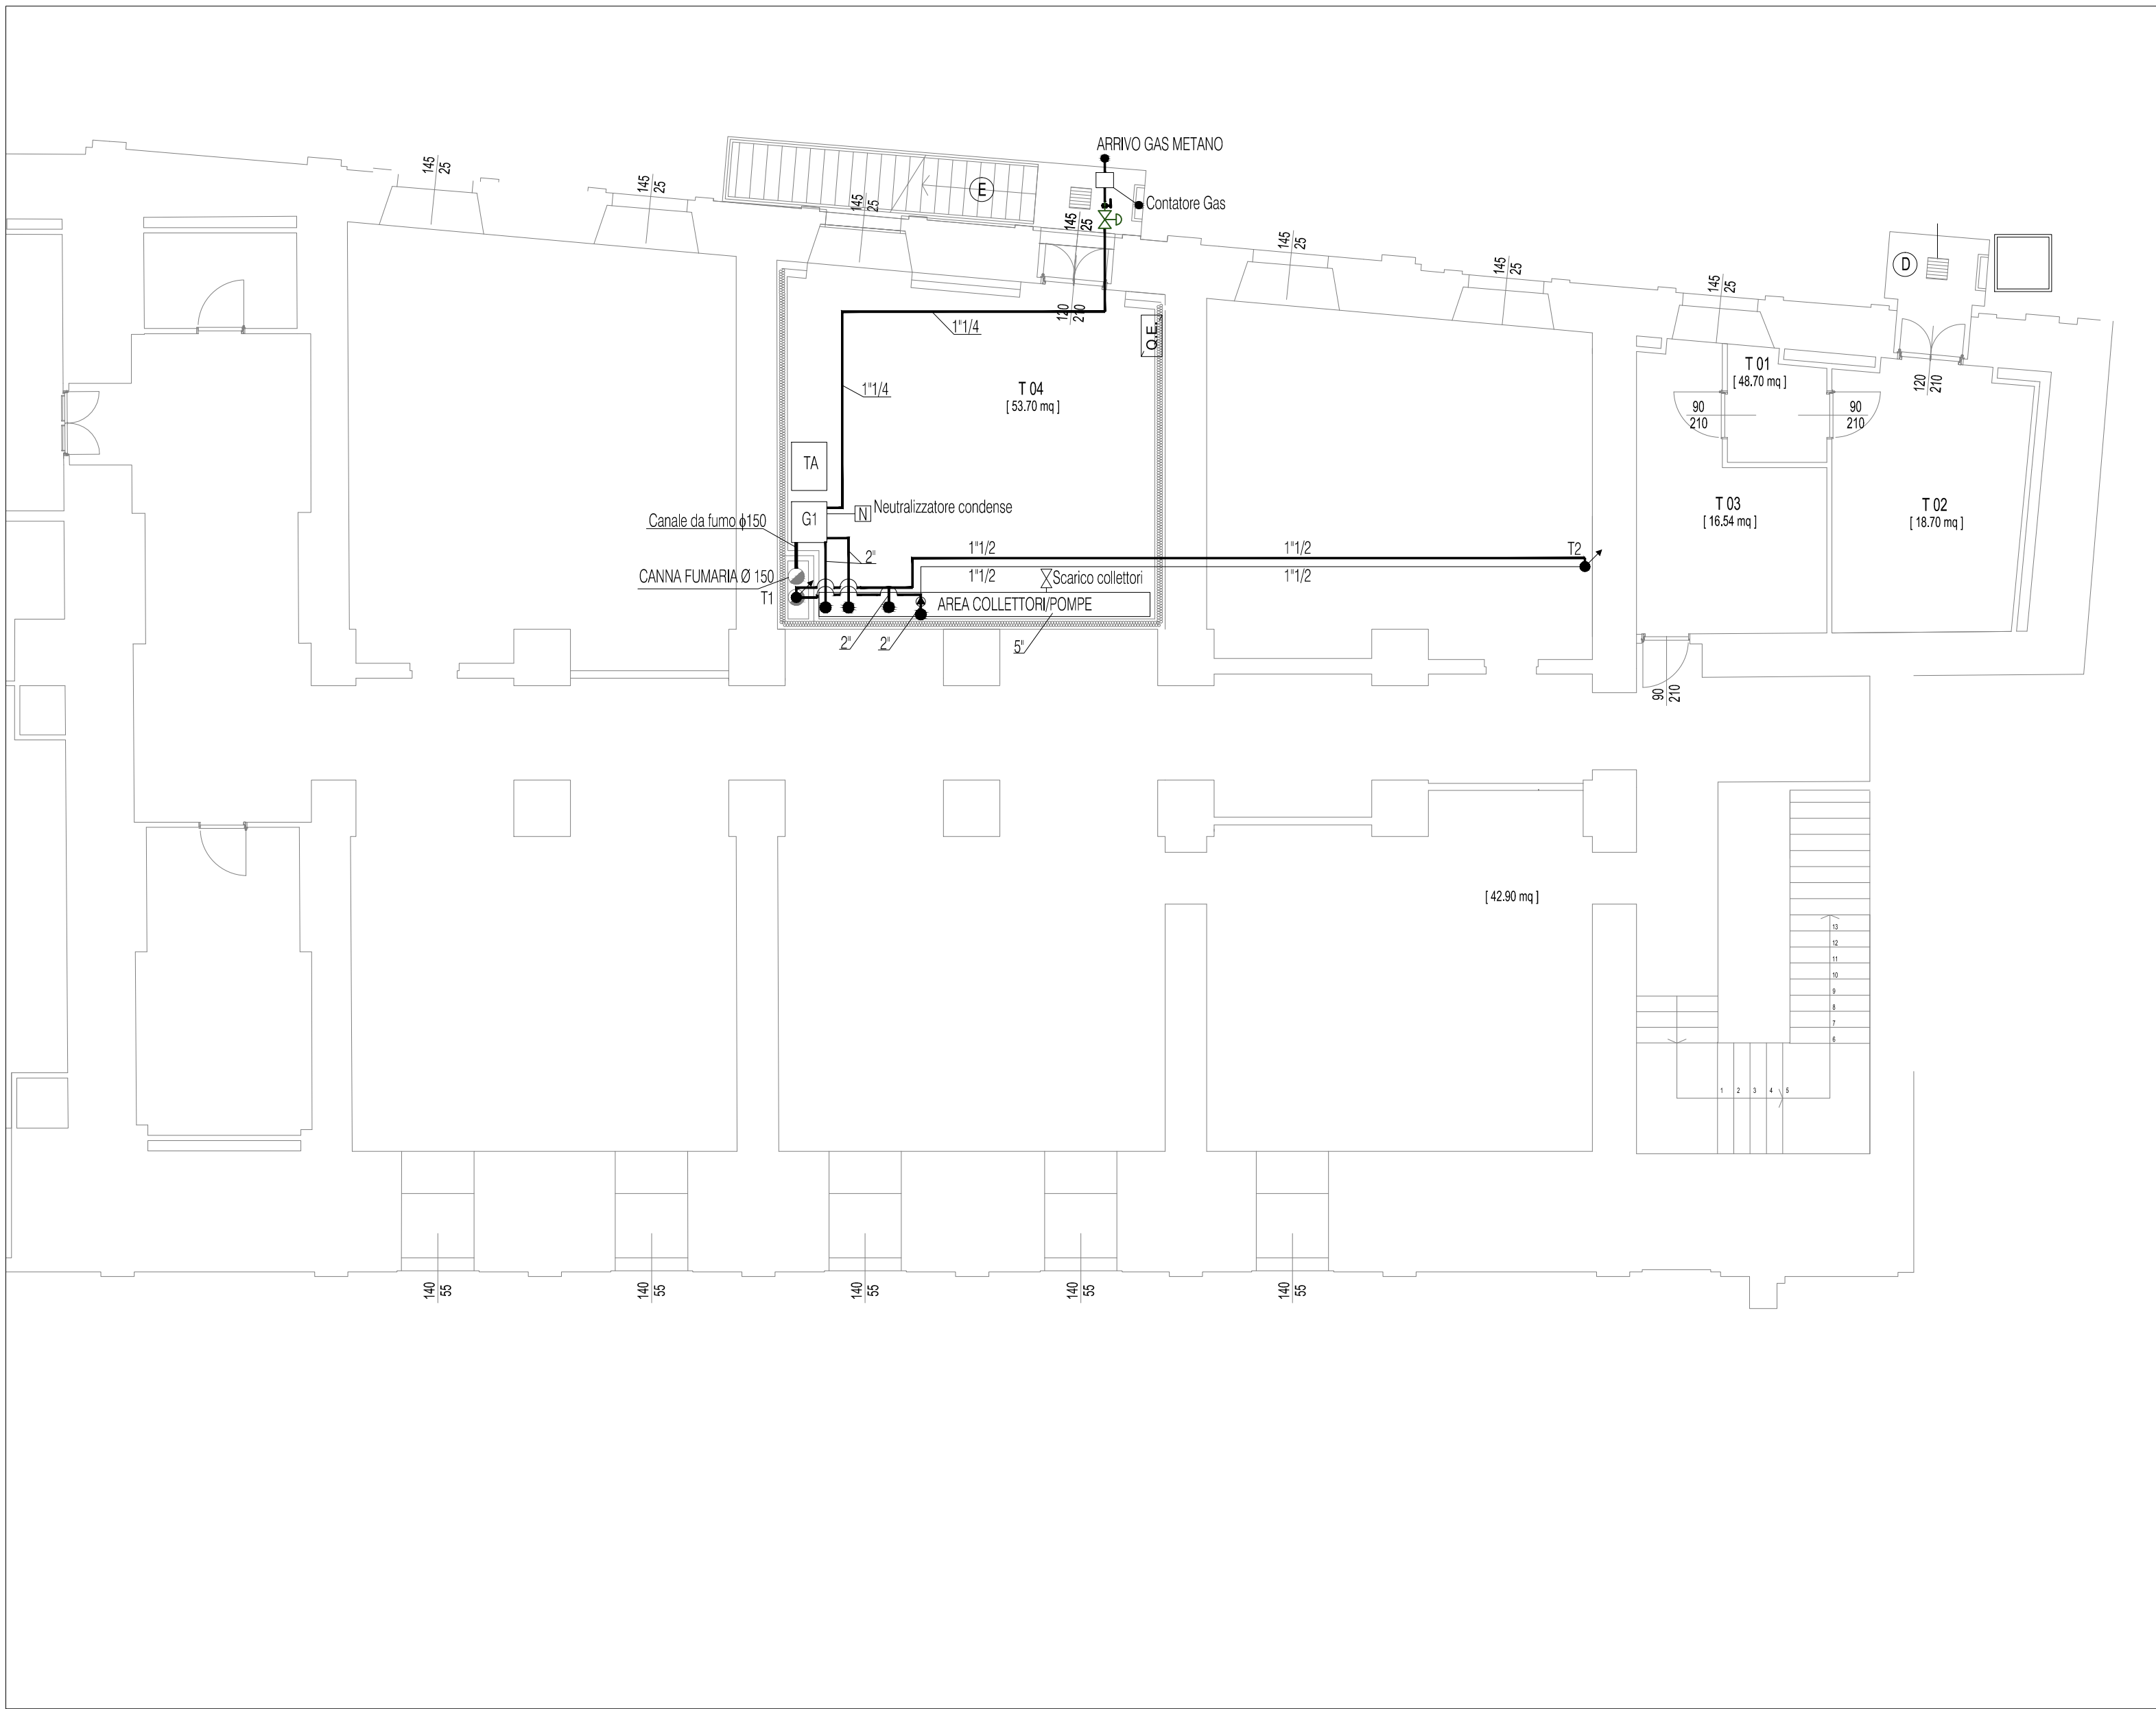 ARRIVO GAS METANO
145
25
145
25
145
25
E
Contatore Gas
145
25
145
25
145
25
D
145
25
120
210
Q.E.
1"1/4
1"1/4
T 04
[ 53.70 mq ]
T 01
[ 48.70 mq ]
120
210
90
210
90
210
TA
G1
N
Neutralizzatore condense
Canale da fumo ϕ150
T 03
[ 16.54 mq ]
T 02
[ 18.70 mq ]
2"
1"1/2
1"1/2
T2
CANNA FUMARIA Ø 150
1"1/2
Scarico collettori
1"1/2
T1
AREA COLLETTORI/POMPE
2"
2"
5"
90
210
[ 42.90 mq ]
13
12
11
10
9
8
7
6
1
2
3
4
5
140
55
140
55
140
55
140
55
140
55